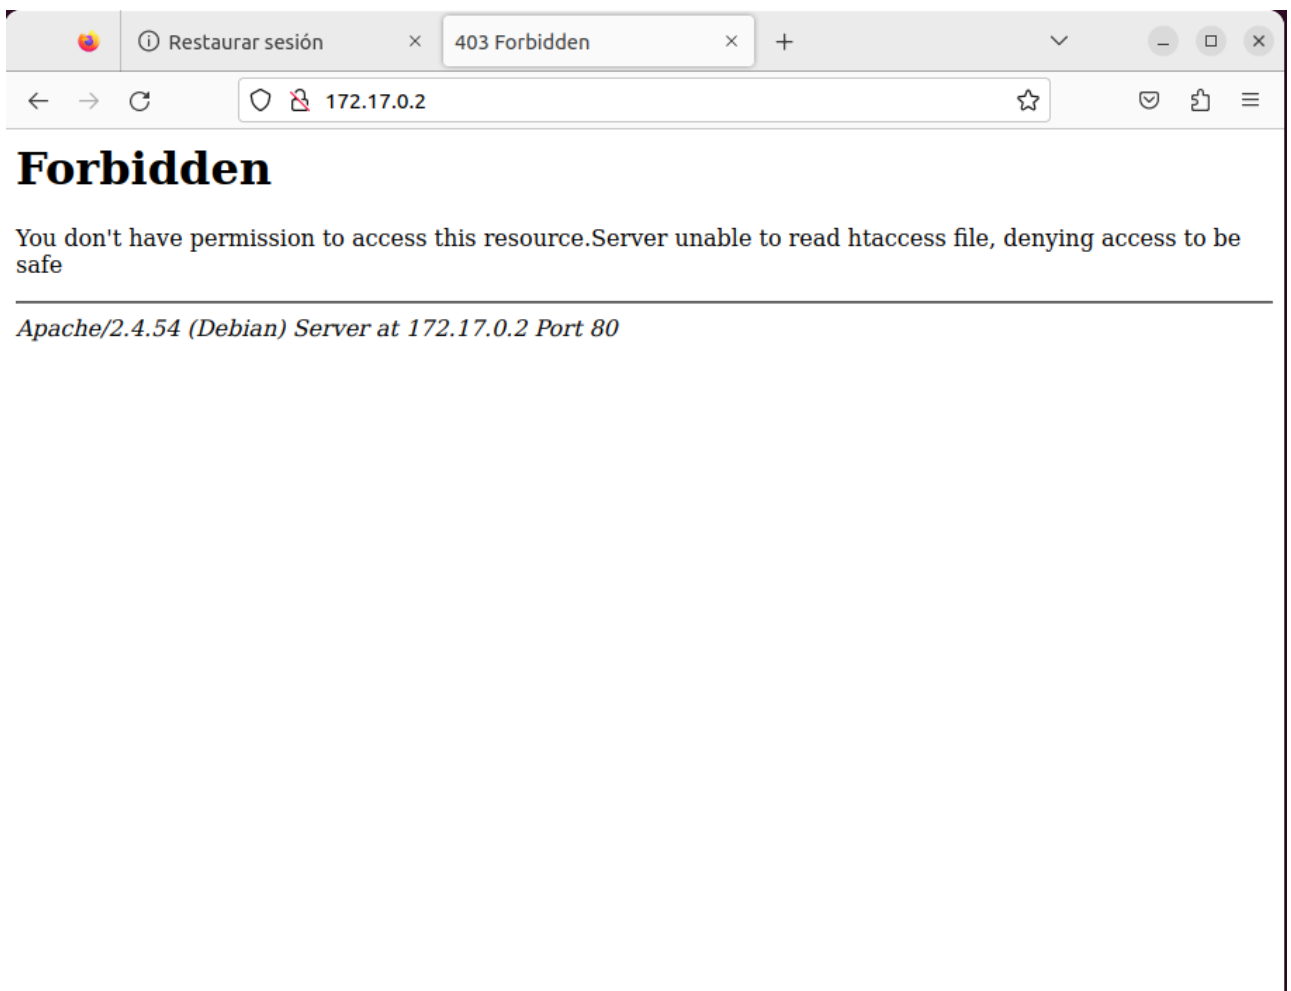 Restaurar sesión
403 Forbidden
172.17.0.2
Forbidden
You don't have permission to access this resource.Server unable to read htaccess file, denying access to be
safe
Apache/2.4.54 (Debian) Server at 172.17.0.2 Port 80